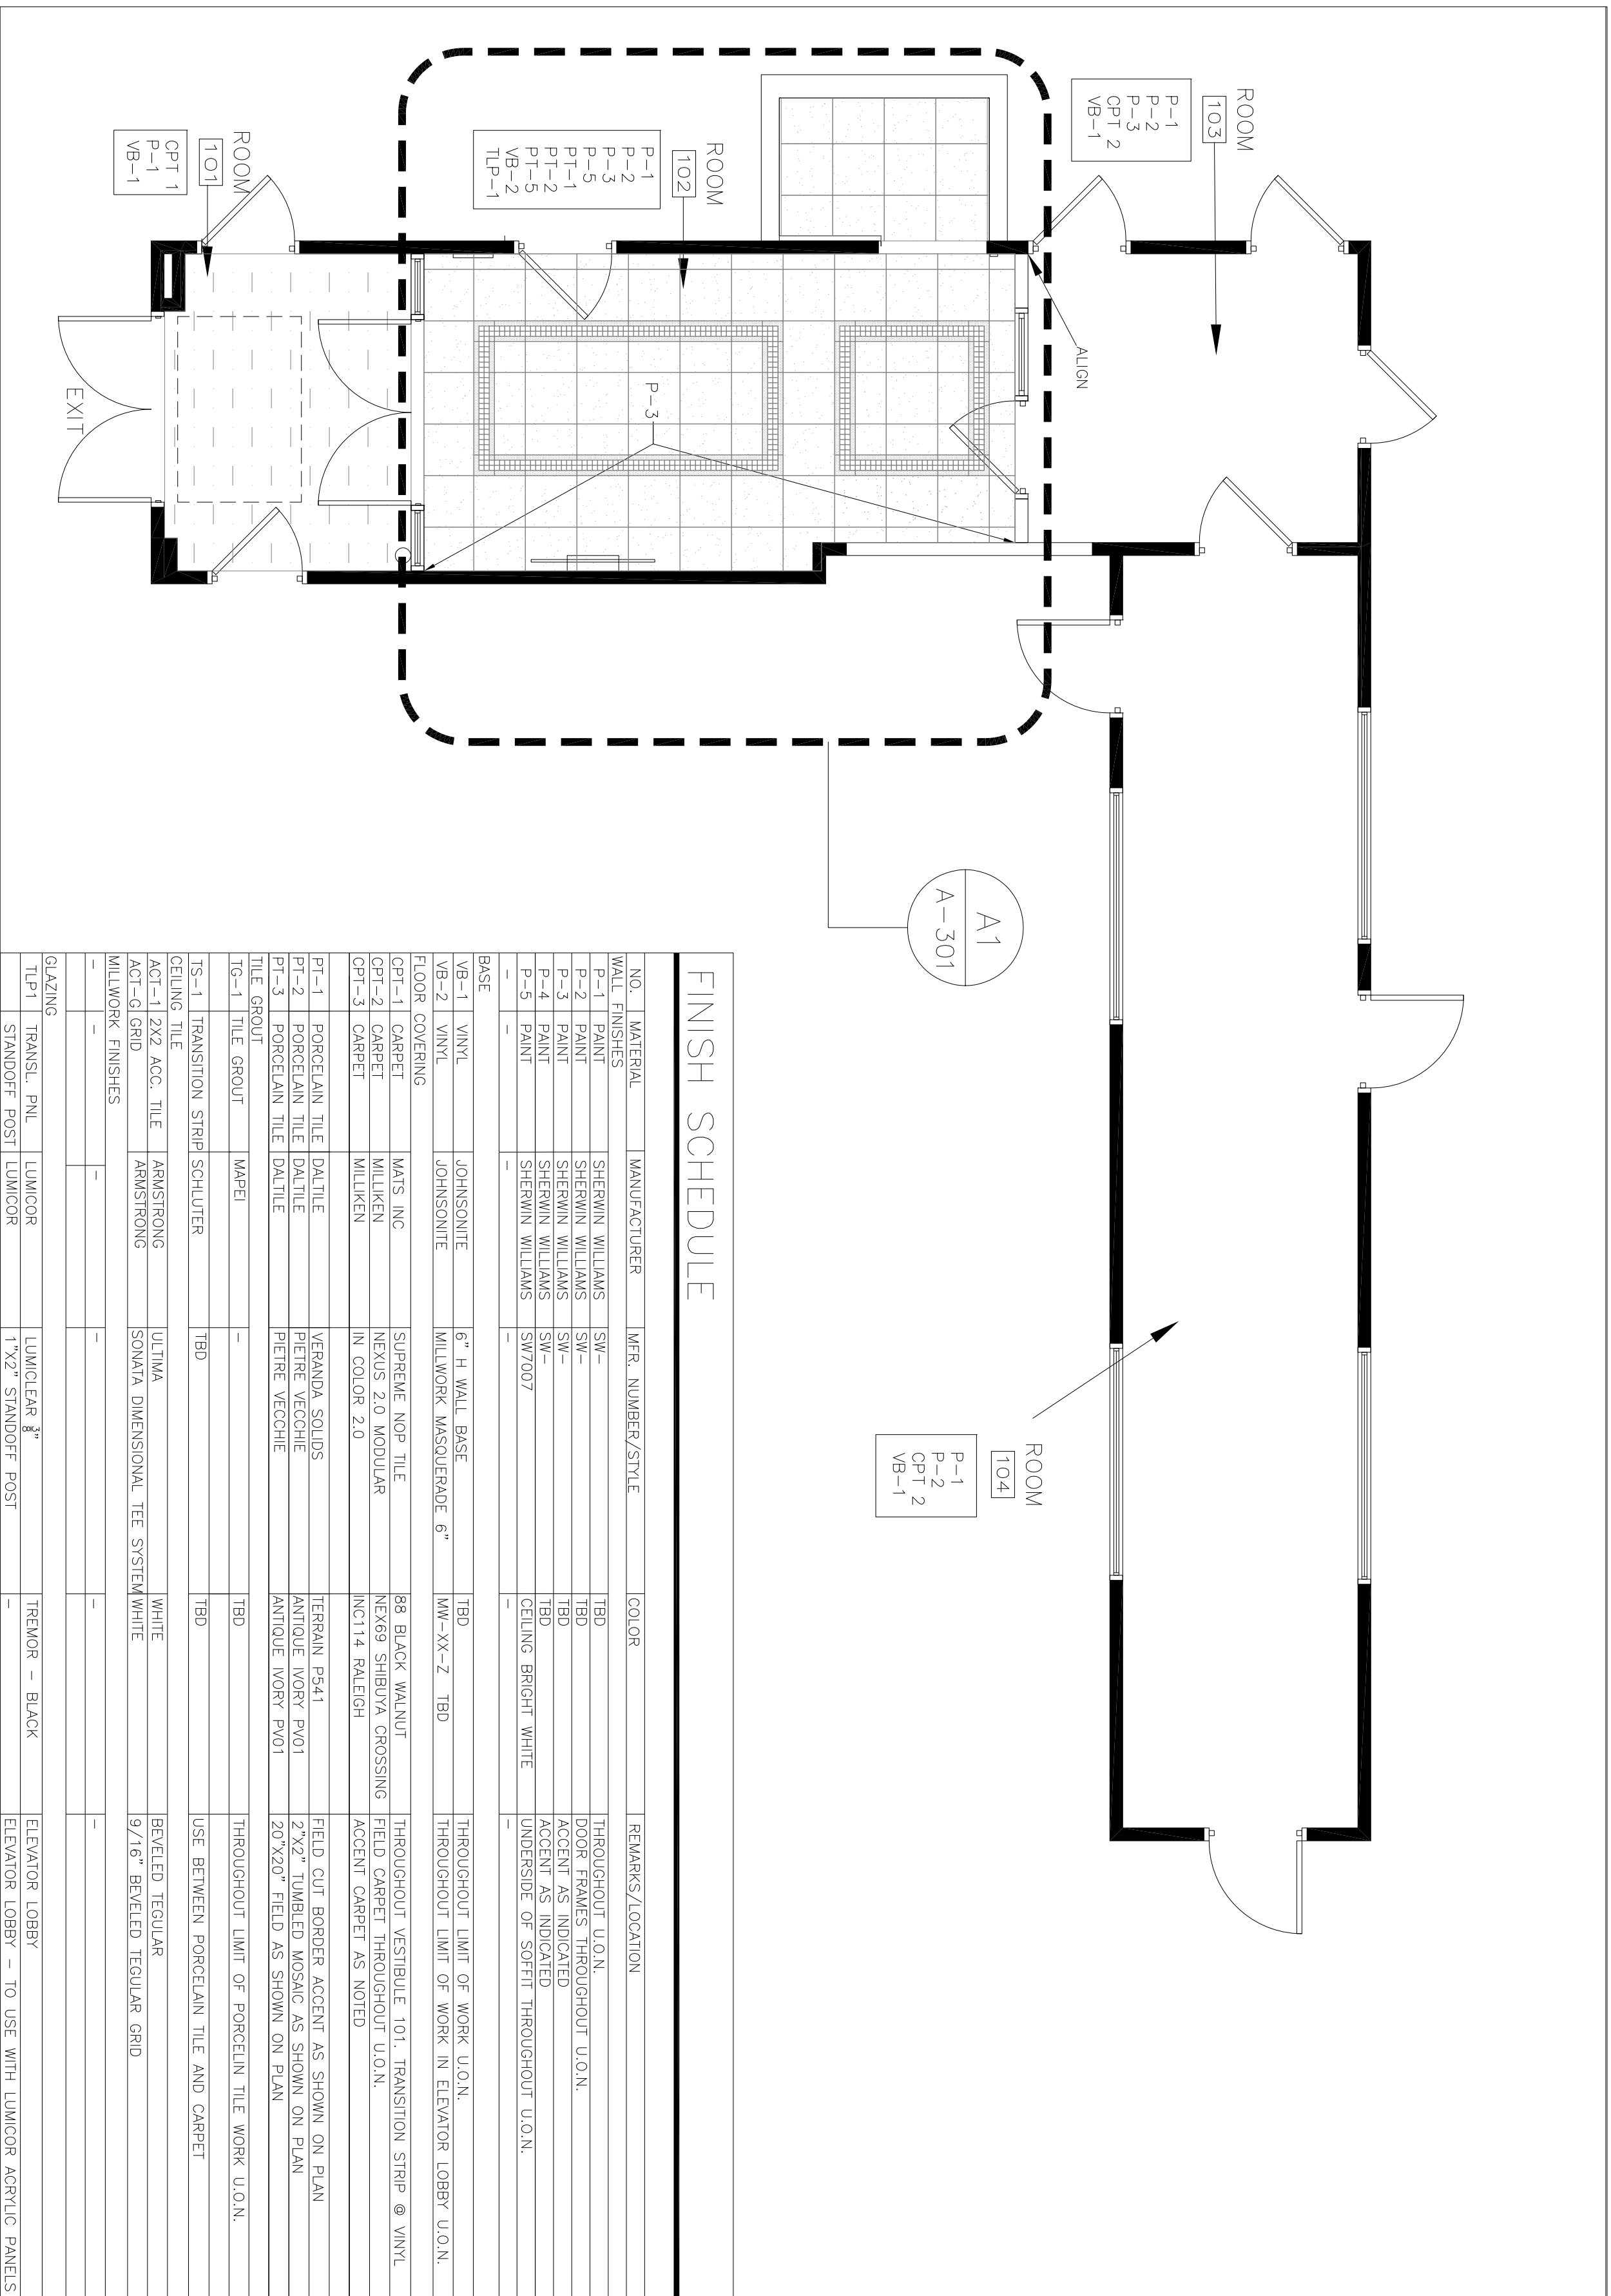 ROOM
103
P-1
P-2
P-3
CPT 2
VB-1
ROOM
102
P-1
P-2
P-3
P-5
PT-1
PT-2
PT-5
VB-2
TLP-1
ROOM
101
CPT 1
P-1
VB-1
ALIGN
P-3
EXIT
A1
A-301
ROOM
104
P-1
P-2
CPT 2
VB-1
FINISH SCHEDULE
NO. MATERIAL MANUFACTURER MFR. NUMBER/STYLE COLOR REMARKS/LOCATION
WALL FINISHES
P-1 PAINT SHERWIN WILLIAMS SW- TBD THROUGHOUT U.O.N.
P-2 PAINT SHERWIN WILLIAMS SW- TBD DOOR FRAMES THROUGHOUT U.O.N.
P-3 PAINT SHERWIN WILLIAMS SW- TBD ACCENT AS INDICATED
P-4 PAINT SHERWIN WILLIAMS SW- TBD ACCENT AS INDICATED
P-5 PAINT SHERWIN WILLIAMS SW7007 CEILING BRIGHT WHITE UNDERSIDE OF SOFFIT THROUGHOUT U.O.N.
- - - - - -
BASE
VB-1 VINYL JOHNSONITE 6" H WALL BASE TBD THROUGHOUT LIMIT OF WORK U.O.N.
VB-2 VINYL JOHNSONITE MILLWORK MASQUERADE 6" MW-XX-Z TBD THROUGHOUT LIMIT OF WORK IN ELEVATOR LOBBY U.O.N.
FLOOR COVERING
CPT-1 CARPET MATS INC SUPREME NOP TILE 88 BLACK WALNUT THROUGHOUT VESTIBULE 101. TRANSITION STRIP @ VINYL
CPT-2 CARPET MILLIKEN NEXUS 2.0 MODULAR NEX69 SHIBUYA CROSSING FIELD CARPET THROUGHOUT U.O.N.
CPT-3 CARPET MILLIKEN IN COLOR 2.0 INC114 RALEIGH ACCENT CARPET AS NOTED
PT-1 PORCELAIN TILE DALTILE VERANDA SOLIDS TERRAIN P541 FIELD CUT BORDER ACCENT AS SHOWN ON PLAN
PT-2 PORCELAIN TILE DALTILE PIETRE VECCHIE ANTIQUE IVORY PV01 2"X2" TUMBLED MOSAIC AS SHOWN ON PLAN
PT-3 PORCELAIN TILE DALTILE PIETRE VECCHIE ANTIQUE IVORY PV01 20"X20" FIELD AS SHOWN ON PLAN
TILE GROUT
TG-1 TILE GROUT MAPEI - TBD THROUGHOUT LIMIT OF PORCELIN TILE WORK U.O.N.
TS-1 TRANSITION STRIP SCHLUTER TBD TBD USE BETWEEN PORCELAIN TILE AND CARPET
CEILING TILE
ACT-1 2X2 ACC. TILE ARMSTRONG ULTIMA WHITE BEVELED TEGULAR
ACT-G GRID ARMSTRONG SONATA DIMENSIONAL TEE SYSTEM WHITE 9/16" BEVELED TEGULAR GRID
MILLWORK FINISHES
- - - - - -
GLAZING
TLP1 TRANSL. PNL LUMICOR LUMICLEAR 3/8" TREMOR - BLACK ELEVATOR LOBBY
STANDOFF POST LUMICOR 1"X2" STANDOFF POST - ELEVATOR LOBBY - TO USE WITH LUMICOR ACRYLIC PANELS